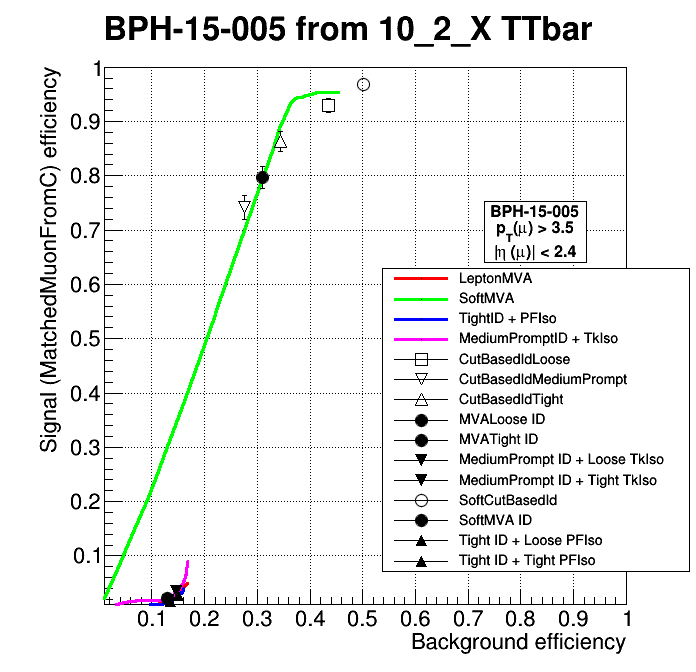 BPH-15-005 from 10_2_X TTbar
Signal (MatchedMuonFromC) efficiency
1
0.9
0.8
0.7
0.6
0.5
0.4
0.3
0.2
0.1
BPH-15-005
pT(μ) > 3.5
|η (μ)| < 2.4
LeptonMVA
SoftMVA
TightID + PFIso
MediumPromptID + TkIso
CutBasedIdLoose
CutBasedIdMediumPrompt
CutBasedIdTight
MVALoose ID
MVATight ID
MediumPrompt ID + Loose TkIso
MediumPrompt ID + Tight TkIso
SoftCutBasedId
SoftMVA ID
Tight ID + Loose PFIso
Tight ID + Tight PFIso
0.1 0.2 0.3 0.4 0.5 0.6 0.7 0.8 0.9 1
Background efficiency